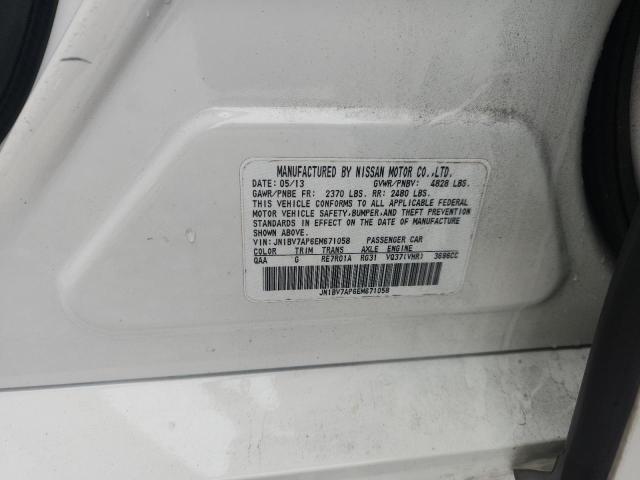 MANUFACTURED BY NISSAN MOTOR CO.,LTD.
DATE: 05/13 GVWR/PNBV: 4828 LBS.
GAWR/PNBE FR: 2370 LBS. RR: 2480 LBS.
THIS VEHICLE CONFORMS TO ALL APPLICABLE FEDERAL
MOTOR VEHICLE SAFETY,BUMPER,AND THEFT PREVENTION
STANDARDS IN EFFECT ON THE DATE OF MANUFACTURE
SHOWN ABOVE.
VIN: JN1BV7AP6EM671058 PASSENGER CAR
COLOR TRIM TRANS AXLE ENGINE
QAA G RE7R01A RG31 VQ37(VHR) 3696CC
JN1BV7AP6EM671058